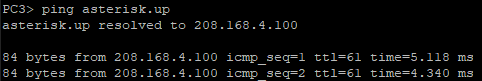 PC3> ping asterisk.up
asterisk.up resolved to 208.168.4.100
84 bytes from 208.168.4.100 icmp_seq=1 ttl=61 time=5.118 ms
84 bytes from 208.168.4.100 icmp_seq=2 ttl=61 time=4.340 ms